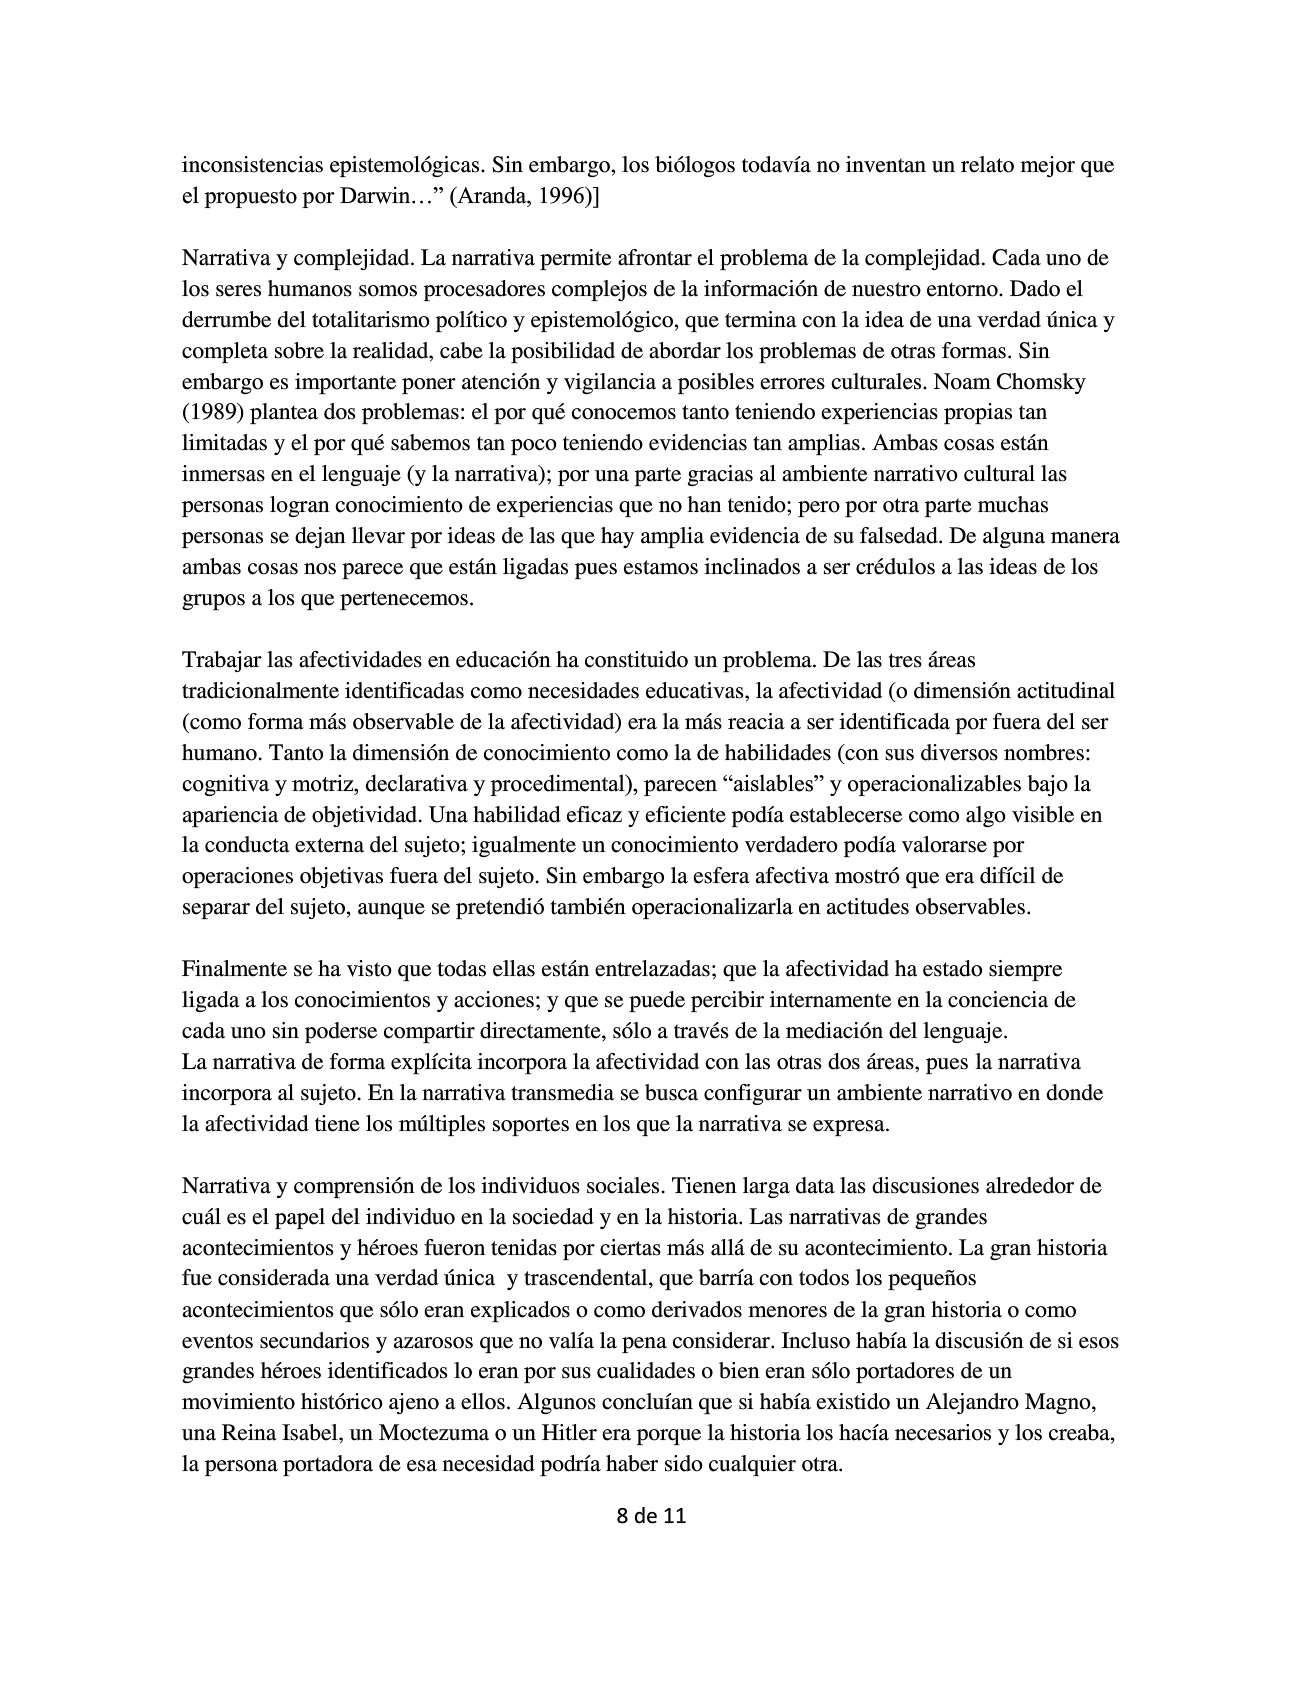 inconsistencias epistemológicas. Sin embargo, los biólogos todavía no inventan un relato mejor que
el propuesto por Darwin…” (Aranda, 1996)]
Narrativa y complejidad. La narrativa permite afrontar el problema de la complejidad. Cada uno de
los seres humanos somos procesadores complejos de la información de nuestro entorno. Dado el
derrumbe del totalitarismo político y epistemológico, que termina con la idea de una verdad única y
completa sobre la realidad, cabe la posibilidad de abordar los problemas de otras formas. Sin
embargo es importante poner atención y vigilancia a posibles errores culturales. Noam Chomsky
(1989) plantea dos problemas: el por qué conocemos tanto teniendo experiencias propias tan
limitadas y el por qué sabemos tan poco teniendo evidencias tan amplias. Ambas cosas están
inmersas en el lenguaje (y la narrativa); por una parte gracias al ambiente narrativo cultural las
personas logran conocimiento de experiencias que no han tenido; pero por otra parte muchas
personas se dejan llevar por ideas de las que hay amplia evidencia de su falsedad. De alguna manera
ambas cosas nos parece que están ligadas pues estamos inclinados a ser crédulos a las ideas de los
grupos a los que pertenecemos.
Trabajar las afectividades en educación ha constituido un problema. De las tres áreas
tradicionalmente identificadas como necesidades educativas, la afectividad (o dimensión actitudinal
(como forma más observable de la afectividad) era la más reacia a ser identificada por fuera del ser
humano. Tanto la dimensión de conocimiento como la de habilidades (con sus diversos nombres:
cognitiva y motriz, declarativa y procedimental), parecen “aislables” y operacionalizables bajo la
apariencia de objetividad. Una habilidad eficaz y eficiente podía establecerse como algo visible en
la conducta externa del sujeto; igualmente un conocimiento verdadero podía valorarse por
operaciones objetivas fuera del sujeto. Sin embargo la esfera afectiva mostró que era difícil de
separar del sujeto, aunque se pretendió también operacionalizarla en actitudes observables.
Finalmente se ha visto que todas ellas están entrelazadas; que la afectividad ha estado siempre
ligada a los conocimientos y acciones; y que se puede percibir internamente en la conciencia de
cada uno sin poderse compartir directamente, sólo a través de la mediación del lenguaje.
La narrativa de forma explícita incorpora la afectividad con las otras dos áreas, pues la narrativa
incorpora al sujeto. En la narrativa transmedia se busca configurar un ambiente narrativo en donde
la afectividad tiene los múltiples soportes en los que la narrativa se expresa.
Narrativa y comprensión de los individuos sociales. Tienen larga data las discusiones alrededor de
cuál es el papel del individuo en la sociedad y en la historia. Las narrativas de grandes
acontecimientos y héroes fueron tenidas por ciertas más allá de su acontecimiento. La gran historia
fue considerada una verdad única  y trascendental, que barría con todos los pequeños
acontecimientos que sólo eran explicados o como derivados menores de la gran historia o como
eventos secundarios y azarosos que no valía la pena considerar. Incluso había la discusión de si esos
grandes héroes identificados lo eran por sus cualidades o bien eran sólo portadores de un
movimiento histórico ajeno a ellos. Algunos concluían que si había existido un Alejandro Magno,
una Reina Isabel, un Moctezuma o un Hitler era porque la historia los hacía necesarios y los creaba,
la persona portadora de esa necesidad podría haber sido cualquier otra.
8 de 11